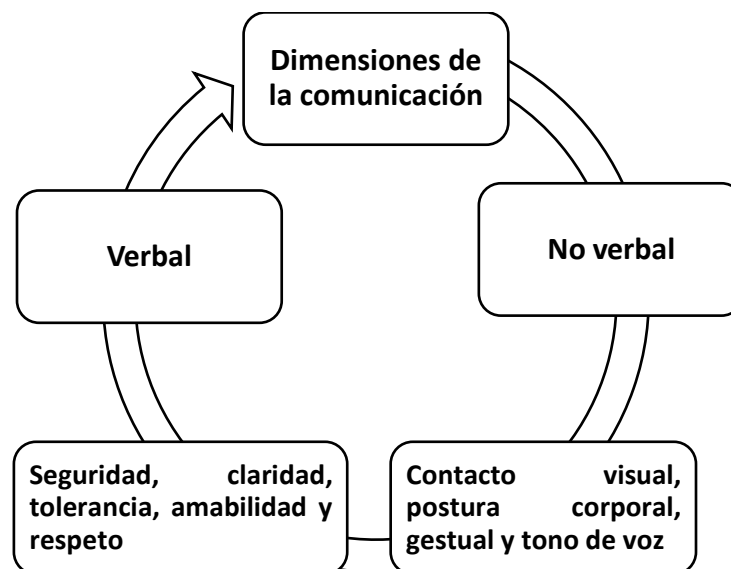 Dimensiones de
la comunicación
Verbal
No verbal
Seguridad, claridad,
tolerancia, amabilidad y
respeto
Contacto visual,
postura corporal,
gestual y tono de voz